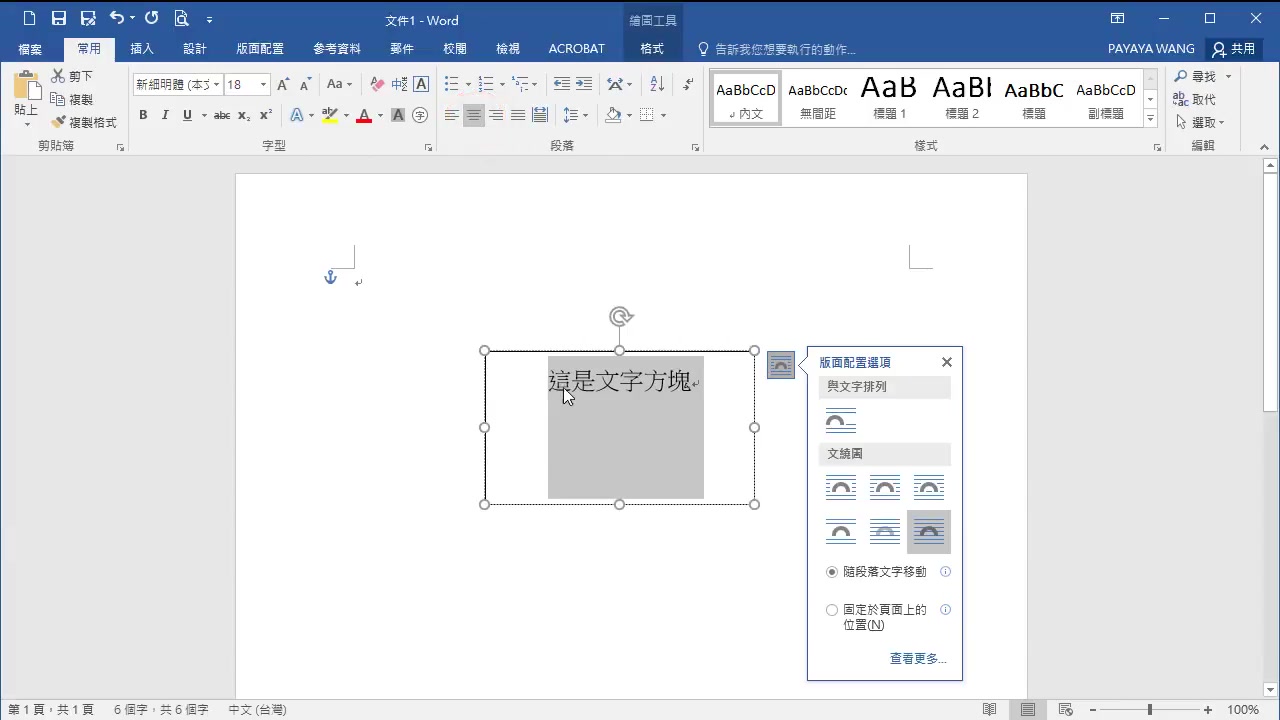 文件1 - Word
繪圖工具
檔案
常用
插入
設計
版面配置
參考資料
郵件
校閱
檢視
ACROBAT
格式
告訴我您想要執行的動作...
PAYAYA WANG
共用
貼上
剪下
複製
複製格式
剪貼簿
新細明體 (本文
18
字型
段落
AaBbCcD
AaBbCcDc
AaB
AaBl
AaBbC
AaBbCcD
內文
無間距
標題 1
標題 2
標題
副標題
樣式
尋找
取代
選取
編輯
這是文字方塊
版面配置選項
與文字排列
文繞圖
隨段落文字移動
固定於頁面上的
位置(N)
查看更多...
第 1 頁，共 1 頁
6 個字，共 6 個字
中文 (台灣)
100%